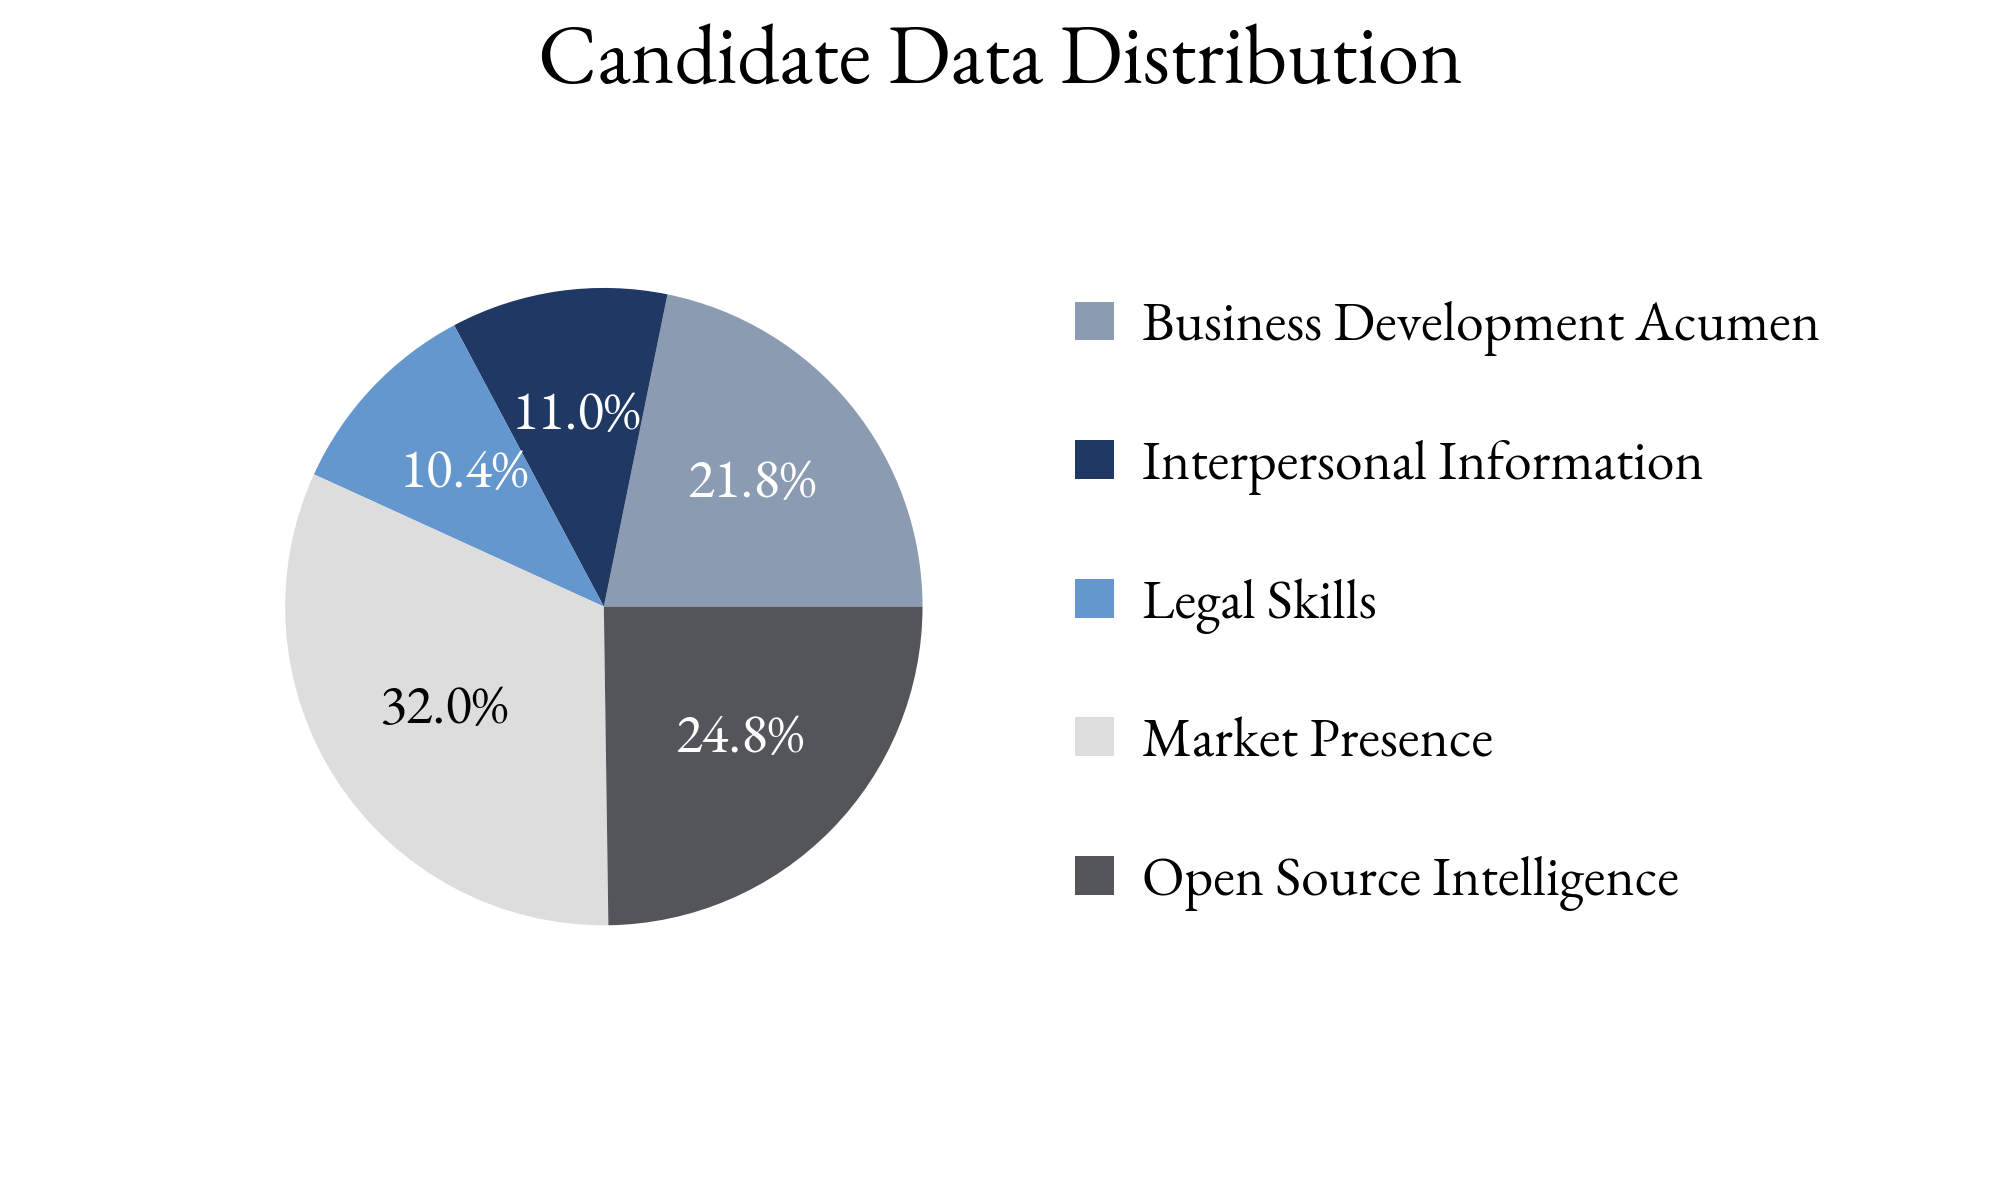 Candidate Data Distribution
11.0%
10.4%
21.8%
32.0%
24.8%
Business Development Acumen
Interpersonal Information
Legal Skills
Market Presence
Open Source Intelligence